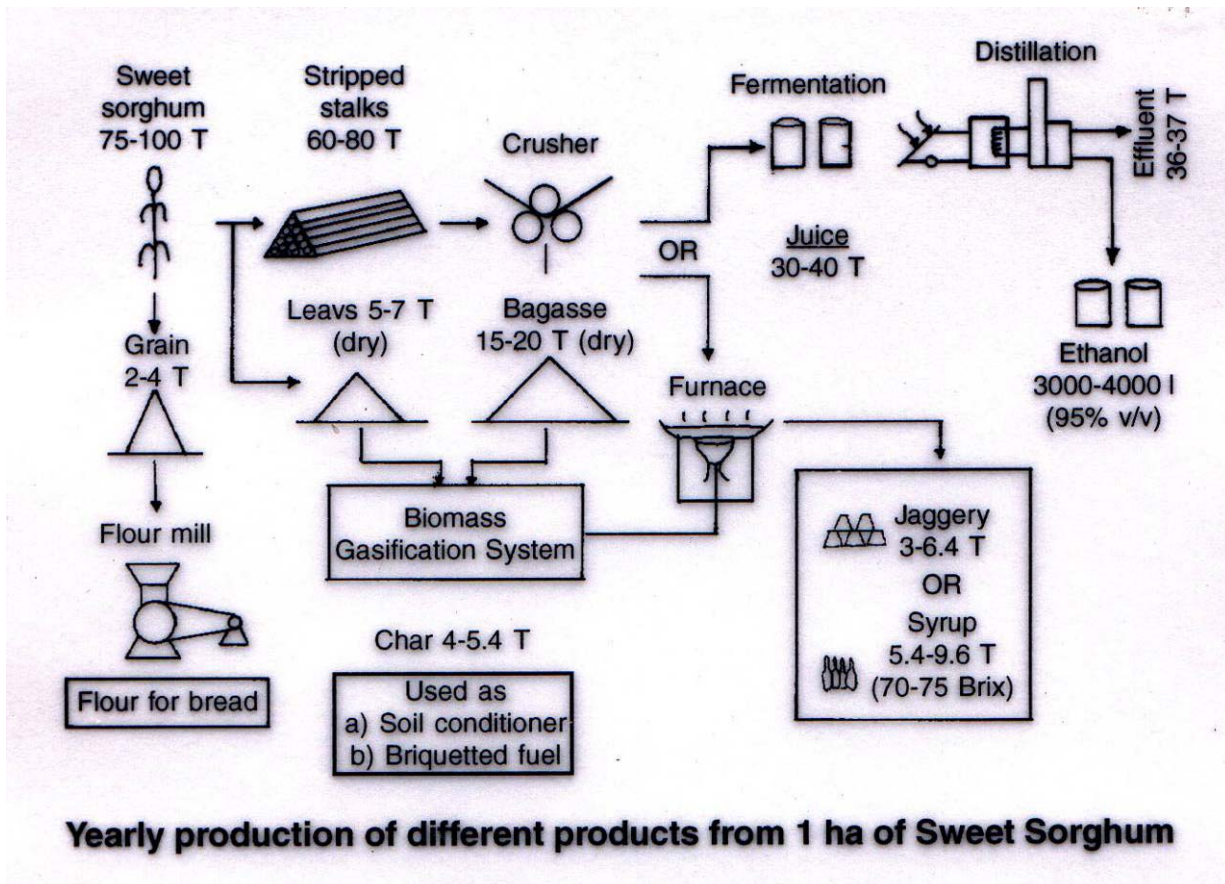 Sweet
sorghum
75-100 T
Stripped
stalks
60-80 T
Crusher
Fermentation
Distillation
Effluent
36-37 T
OR
Juice
30-40 T
Leavs 5-7 T
(dry)
Bagasse
15-20 T (dry)
Grain
2-4 T
Furnace
Ethanol
3000-4000 l
(95% v/v)
Flour mill
Biomass
Gasification System
Jaggery
3-6.4 T
OR
Syrup
5.4-9.6 T
(70-75 Brix)
Char 4-5.4 T
Flour for bread
Used as
a) Soil conditioner
b) Briquetted fuel
Yearly production of different products from 1 ha of Sweet Sorghum